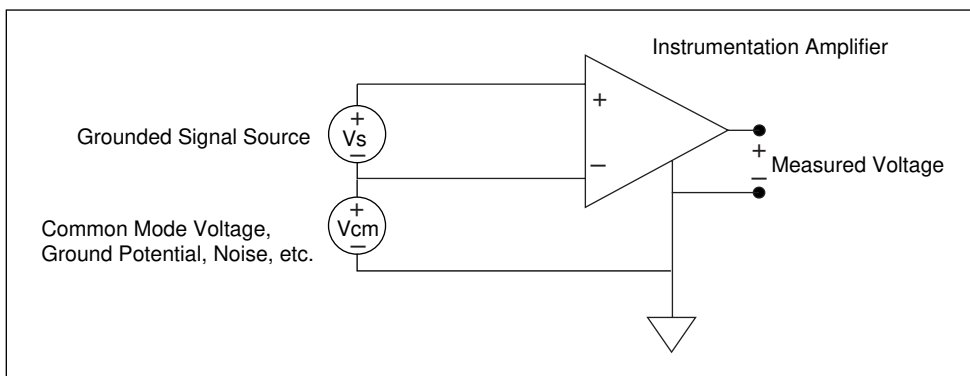 Instrumentation Amplifier
+
+
Grounded Signal Source
Vs
−
−
+
−
Measured Voltage
+
Common Mode Voltage,
Vcm
Ground Potential, Noise, etc.
−